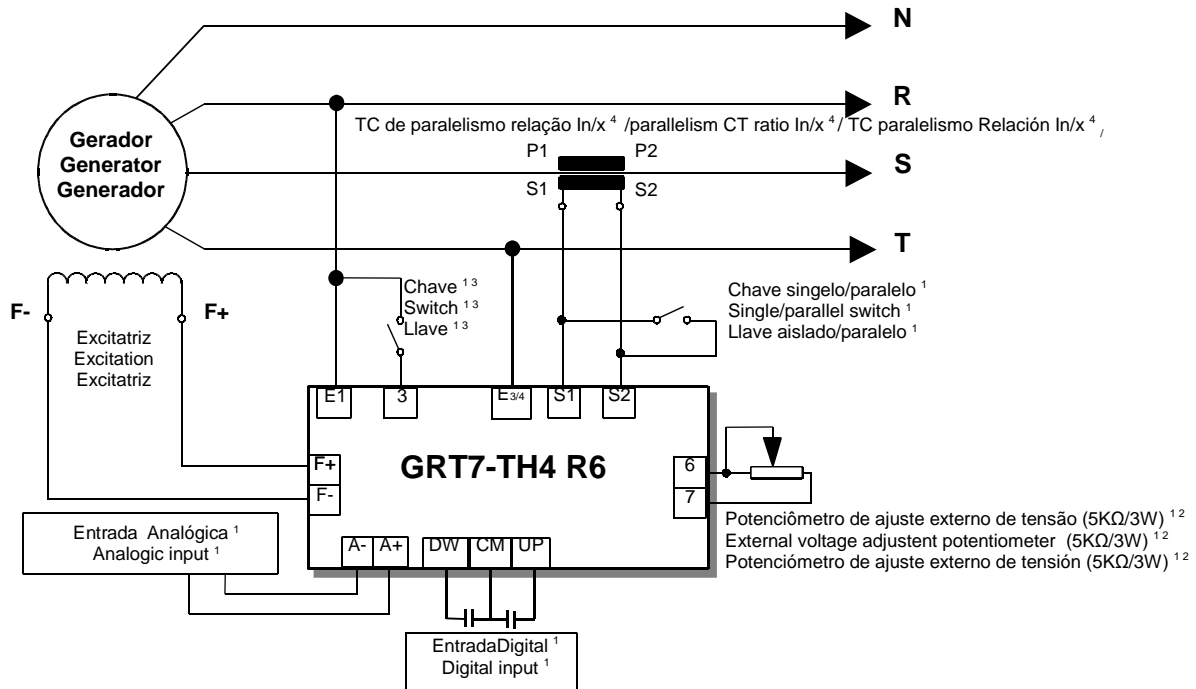 N
R
TC de paralelismo relação In/x ⁴ /parallelism CT ratio In/x ⁴ / TC paralelismo Relación In/x ⁴ ,
Gerador
Generator
Generador
P1
P2
S
S1
S2
T
F-
F+
Excitatriz
Excitation
Excitatriz
Chave ¹ ³
Switch ¹ ³
Llave ¹ ³
Chave singelo/paralelo ¹
Single/parallel switch ¹
Llave aislado/paralelo ¹
E1
3
E3/4
S1
S2
F+
F-
GRT7-TH4 R6
6
7
Potenciômetro de ajuste externo de tensão (5KΩ/3W) ¹ ²
External voltage adjustent potentiometer (5KΩ/3W) ¹ ²
Potenciómetro de ajuste externo de tensión (5KΩ/3W) ¹ ²
Entrada Analógica ¹
Analogic input ¹
A-
A+
DW
CM
UP
EntradaDigital ¹
Digital input ¹